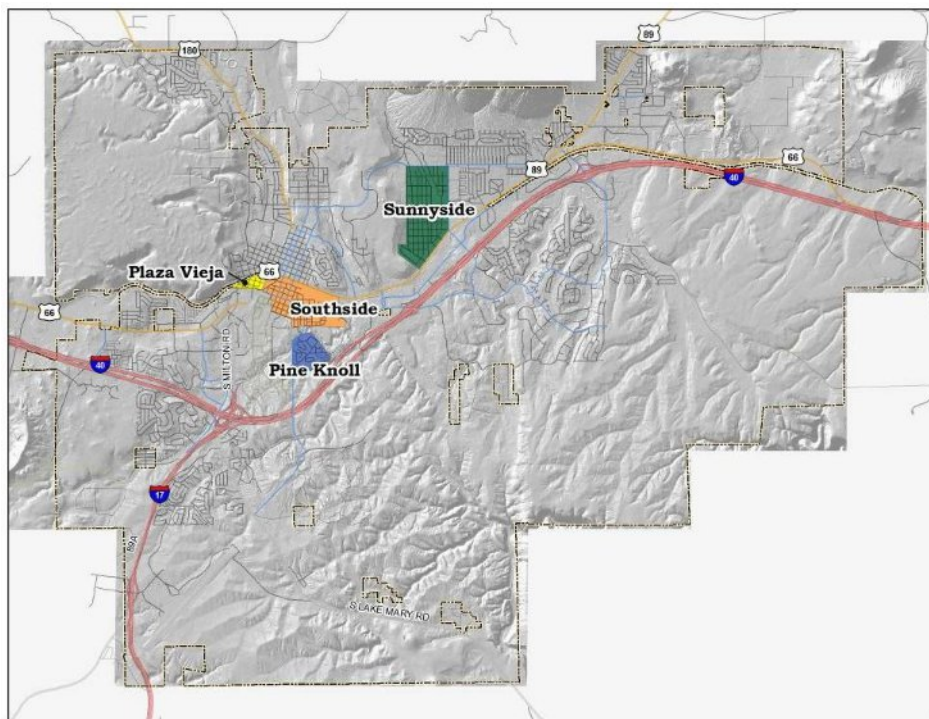 180
89
66
89
40
Sunnyside
Plaza Vieja
66
Southside
66
S MILTON RD
40
Pine Knoll
17
89A
S LAKE MARY RD